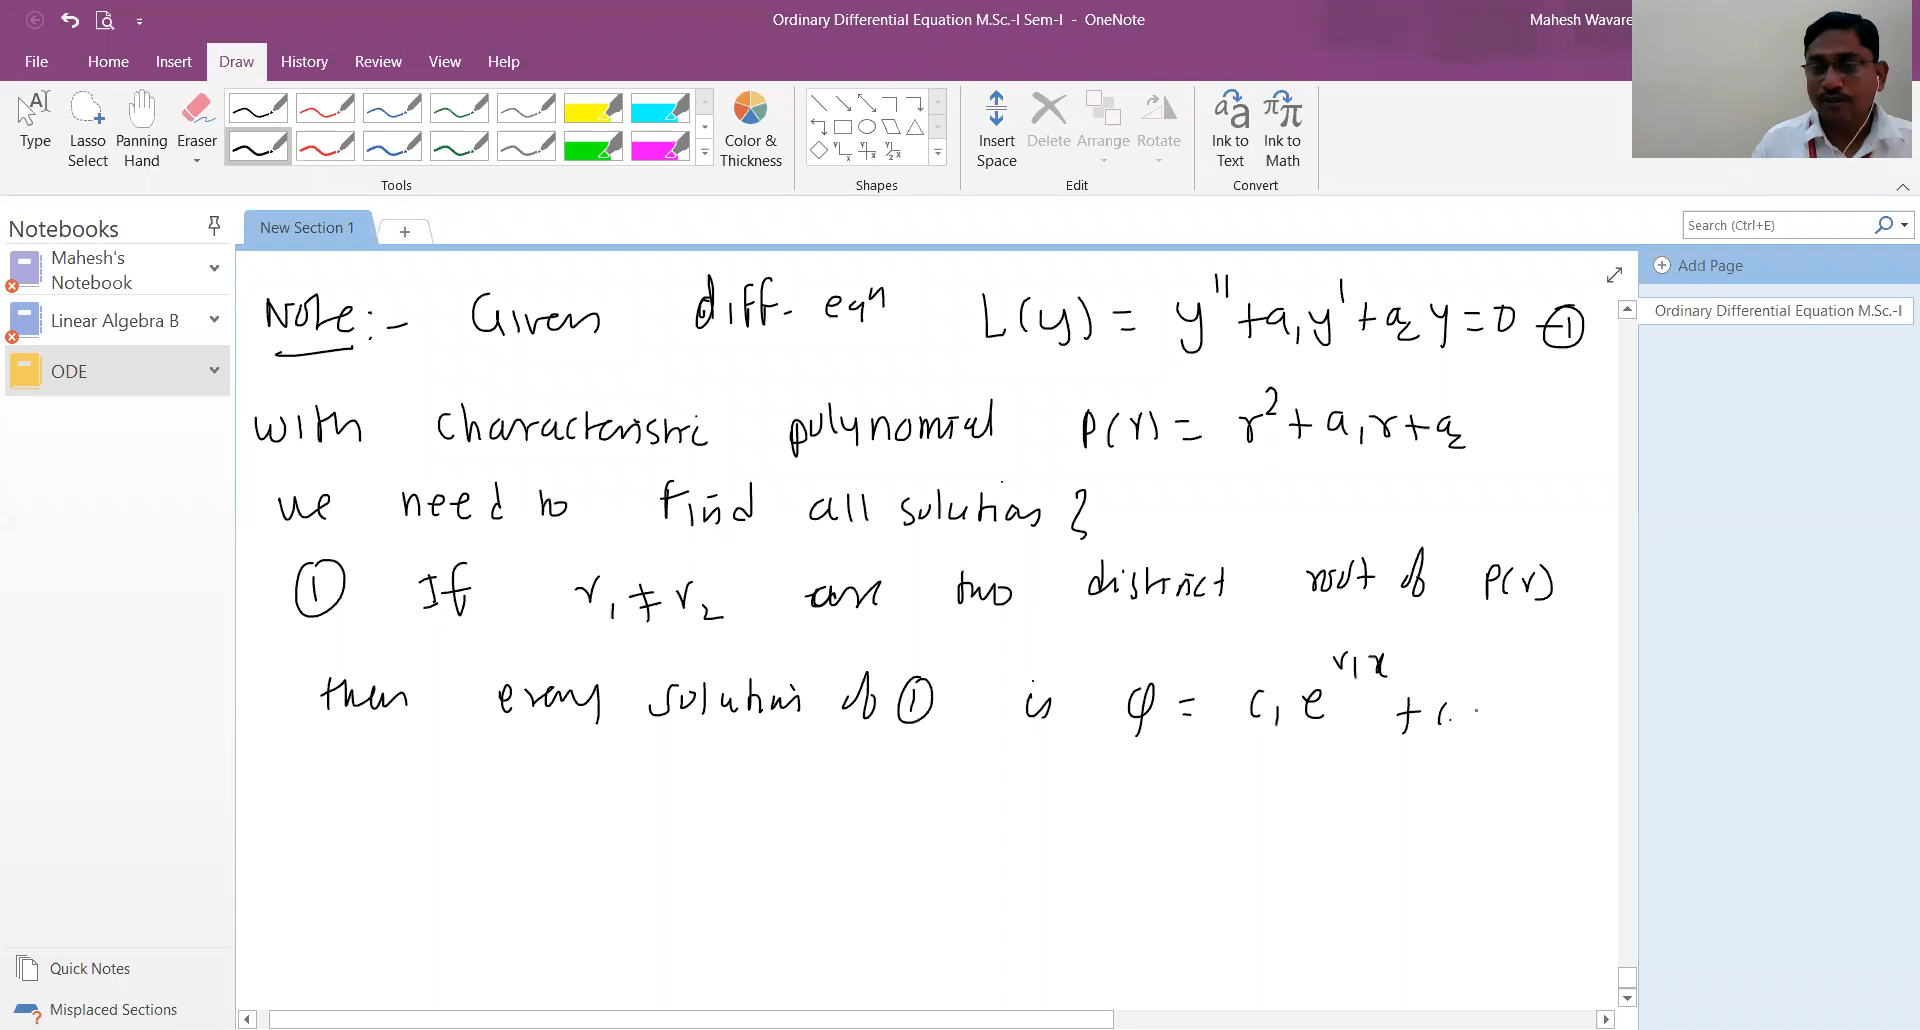 Ordinary Differential Equation M.Sc.-I Sem-I - OneNote
Mahesh Wavare
File Home Insert Draw History Review View Help
Type
Lasso Select
Panning Hand
Eraser
Color & Thickness
Insert Space
Delete
Arrange
Rotate
Ink to Text
Ink to Math
Tools Shapes Edit Convert
Notebooks
New Section 1
Search (Ctrl+E)
Mahesh's Notebook
Linear Algebra B
ODE
Add Page
Ordinary Differential Equation M.Sc.-I
Note:- Given diff. eqⁿ L(y) = y'' + a₁y' + a₂y = 0 -①
with characteristic polynomial P(r) = r² + a₁r + a₂
we need to find all solutions?
① If r₁ ≠ r₂ are two distinct root of P(r)
then every solution of ① is φ = c₁ e^{r₁x} + c
Quick Notes
Misplaced Sections